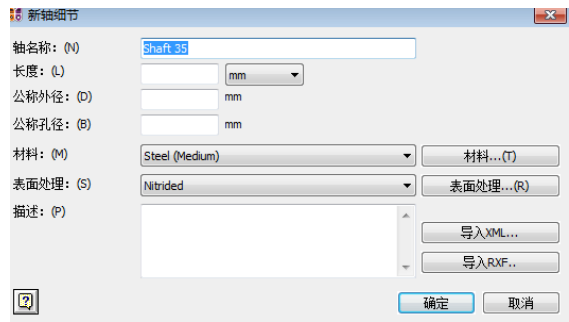 新轴细节
轴名称: (N) Shaft 35
长度: (L) mm
公称外径: (D) mm
公称孔径: (B) mm
材料: (M) Steel (Medium) 材料...(T)
表面处理: (S) Nitrided 表面处理...(R)
描述: (P)
导入XML...
导入RXF..
确定 取消